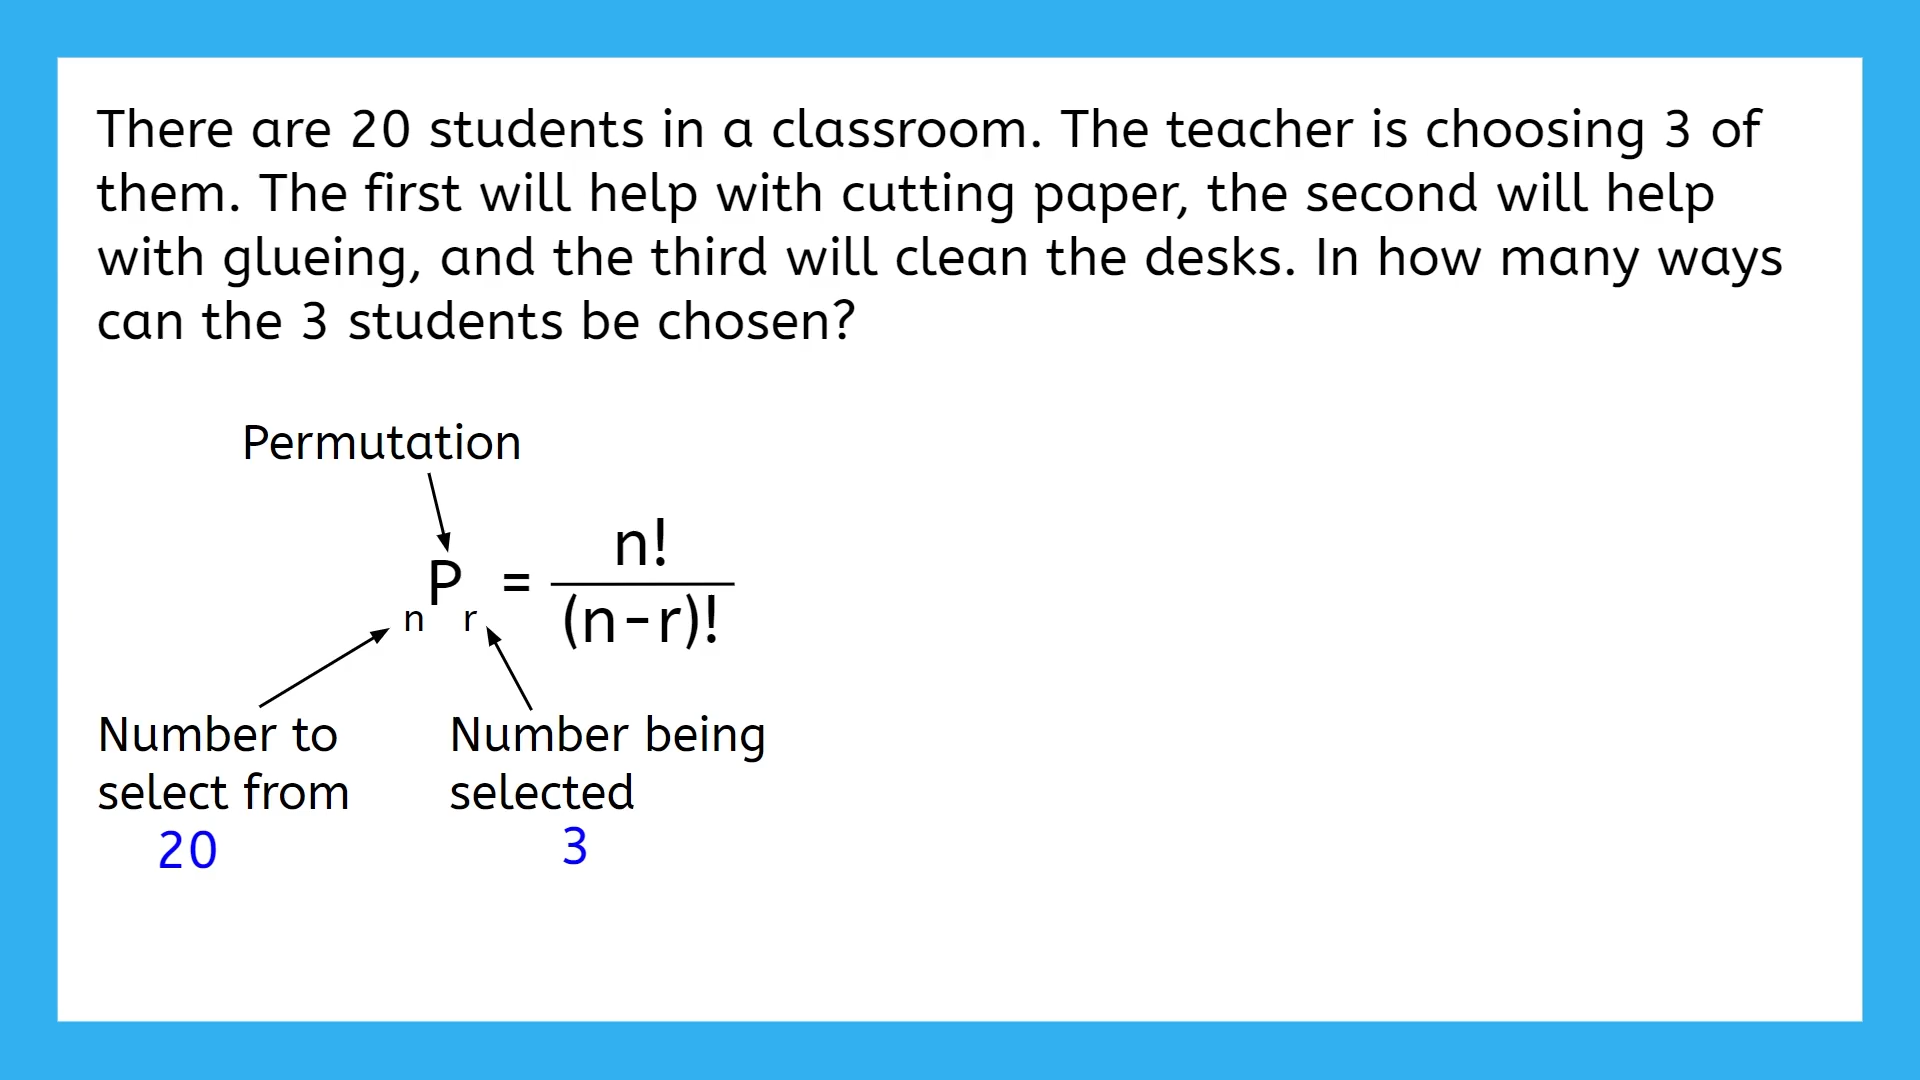 There are 20 students in a classroom. The teacher is choosing 3 of
them. The first will help with cutting paper, the second will help
with glueing, and the third will clean the desks. In how many ways
can the 3 students be chosen?
Permutation
nPr = n!
(n-r)!
Number to
select from
20
Number being
selected
3